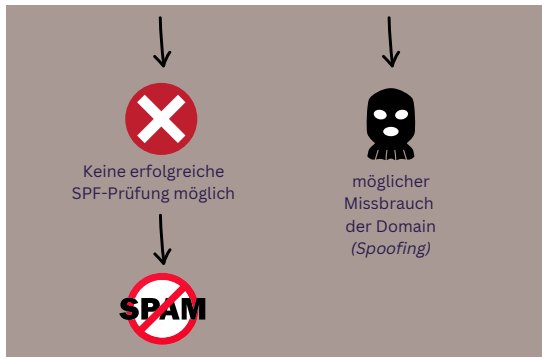 Keine erfolgreiche
SPF-Prüfung möglich
SPAM
möglicher
Missbrauch
der Domain
(Spoofing)